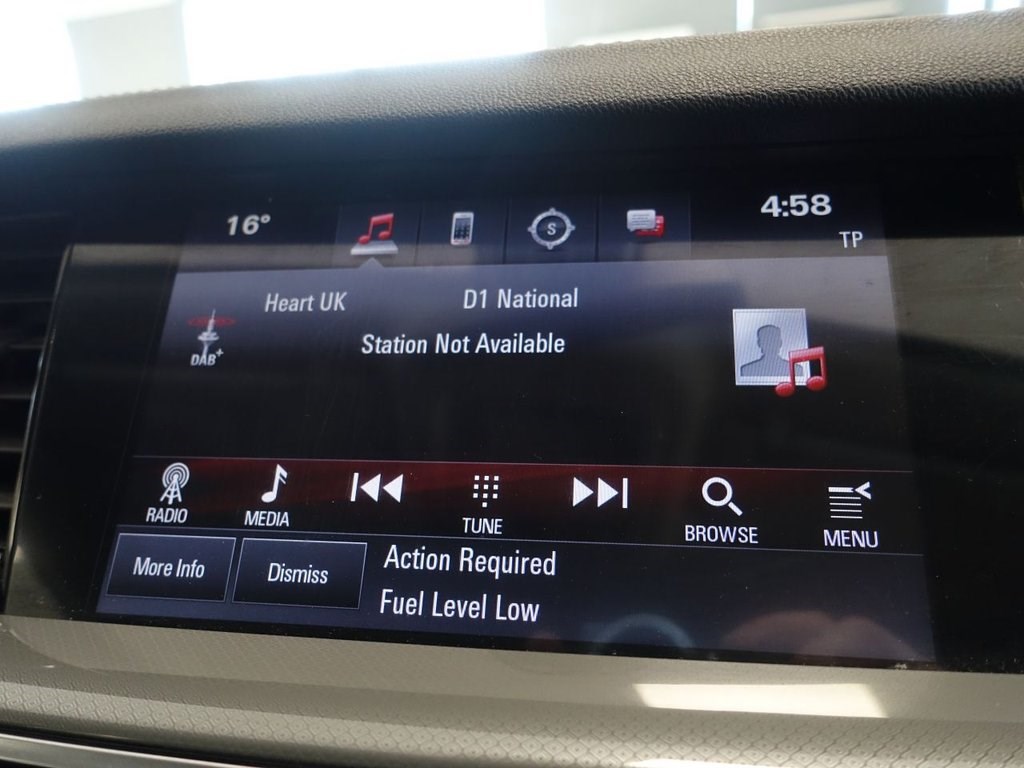 16°
S
4:58
TP
Heart UK
D1 National
DAB+
Station Not Available
RADIO
MEDIA
TUNE
BROWSE
MENU
More Info
Dismiss
Action Required
Fuel Level Low